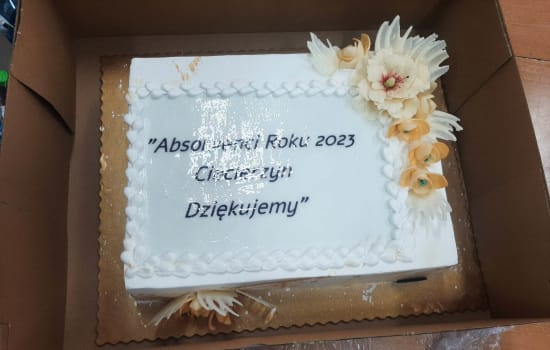 "Absolwenci Roku 2023
Ciecierzyn
Dziękujemy"